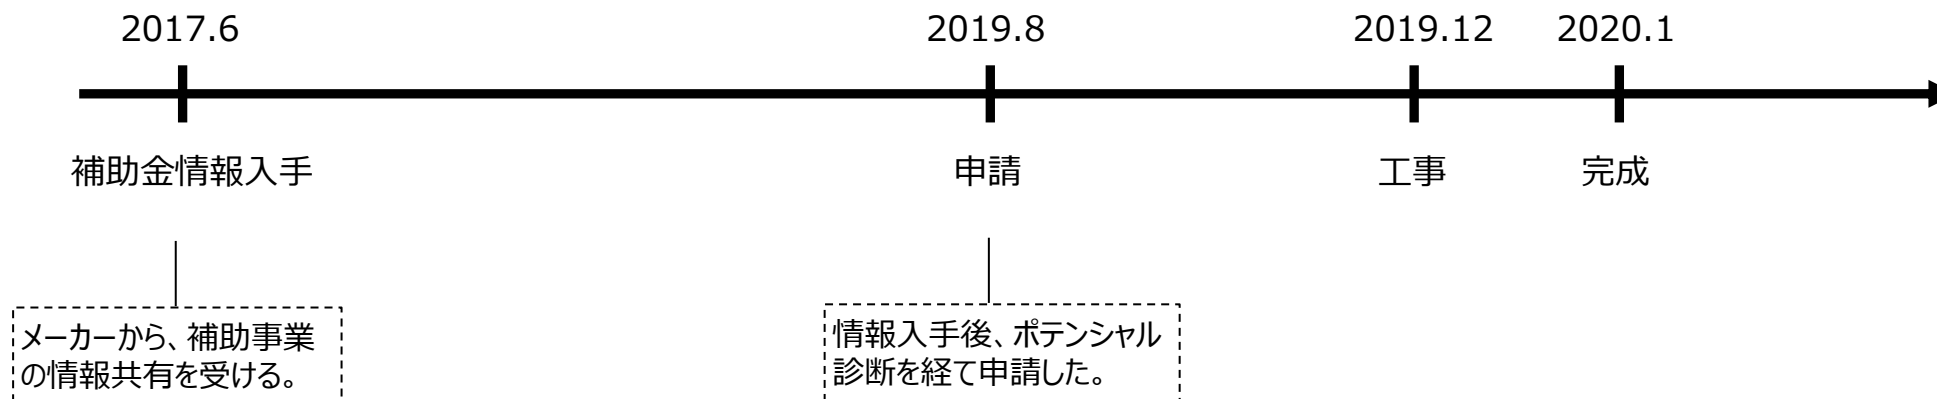 2017.6
2019.8
2019.12
2020.1
補助金情報入手
申請
工事
完成
メーカーから、補助事業
の情報共有を受ける。
情報入手後、ポテンシャル
診断を経て申請した。